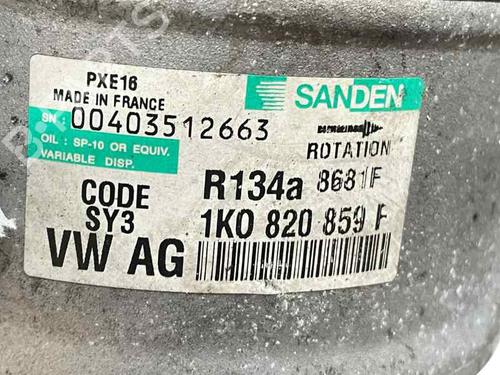 PXE16
MADE IN FRANCE
SN: 00403512663
OIL: SP-10 OR EQUIV.
VARIABLE DISP.
SANDEN
ROTATION
CODE
SY3
R134a 8681F
VW AG
1K0 820 859 F